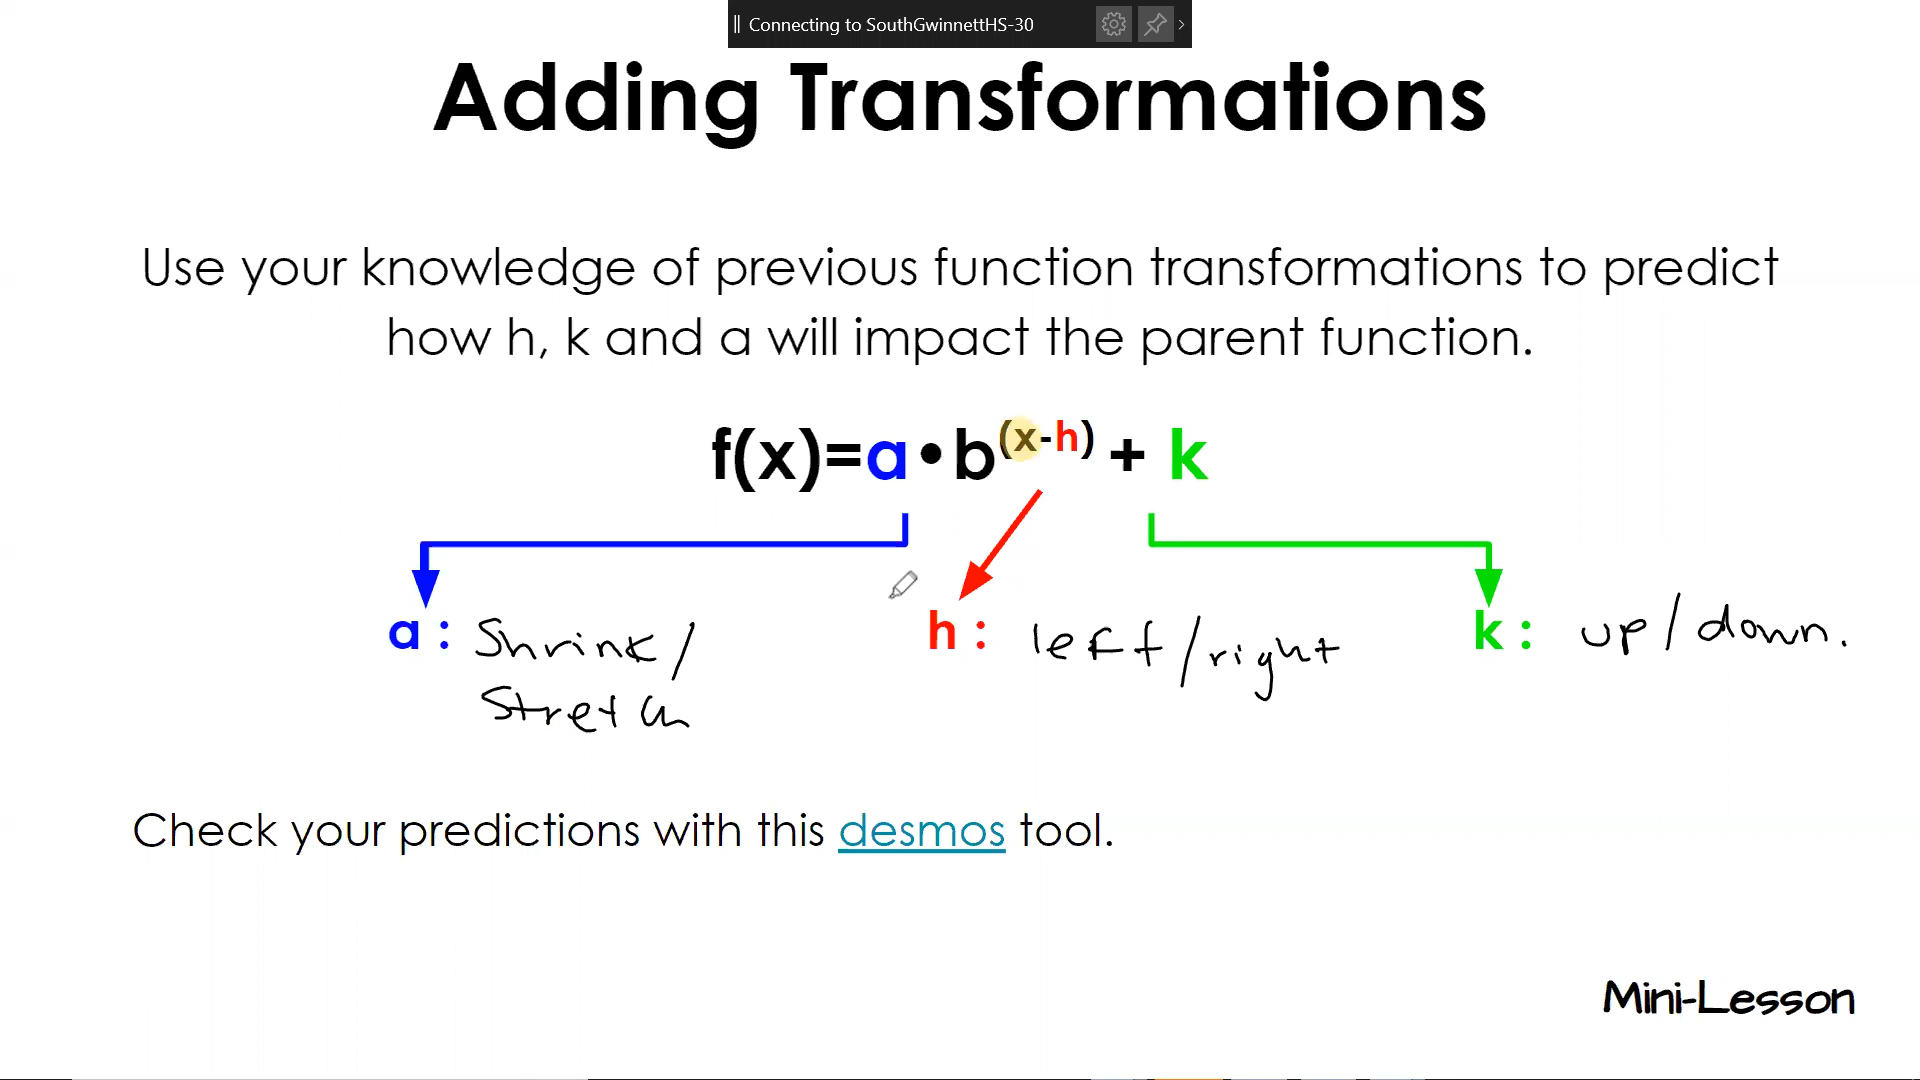 Connecting to SouthGwinnettHS-30
Adding Transformations
Use your knowledge of previous function transformations to predict
how h, k and a will impact the parent function.
f(x)=a•b^(x-h) + k
a : Shrink/
Stretch
h : left/right
k : up/down.
Check your predictions with this desmos tool.
Mini-Lesson